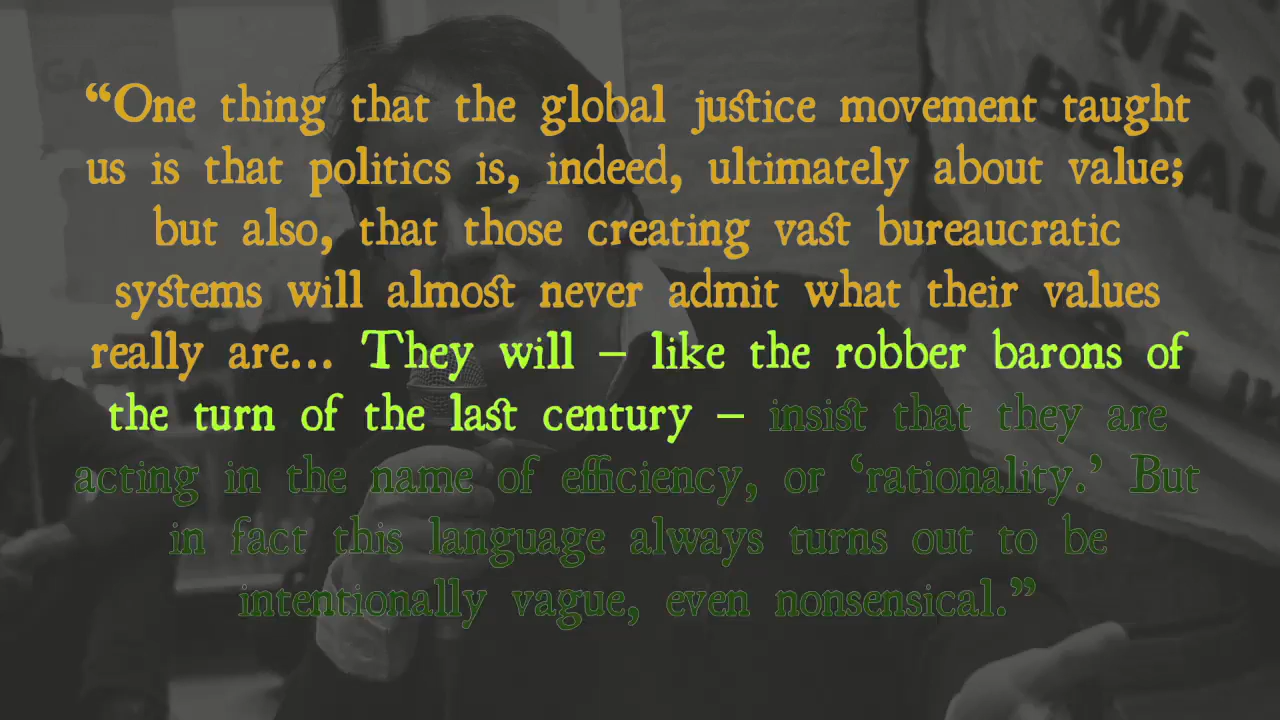 “One thing that the global justice movement taught
us is that politics is, indeed, ultimately about value;
but also, that those creating vast bureaucratic
systems will almost never admit what their values
really are... They will – like the robber barons of
the turn of the last century – insist that they are
acting in the name of efficiency, or ‘rationality.’ But
in fact this language always turns out to be
intentionally vague, even nonsensical.”